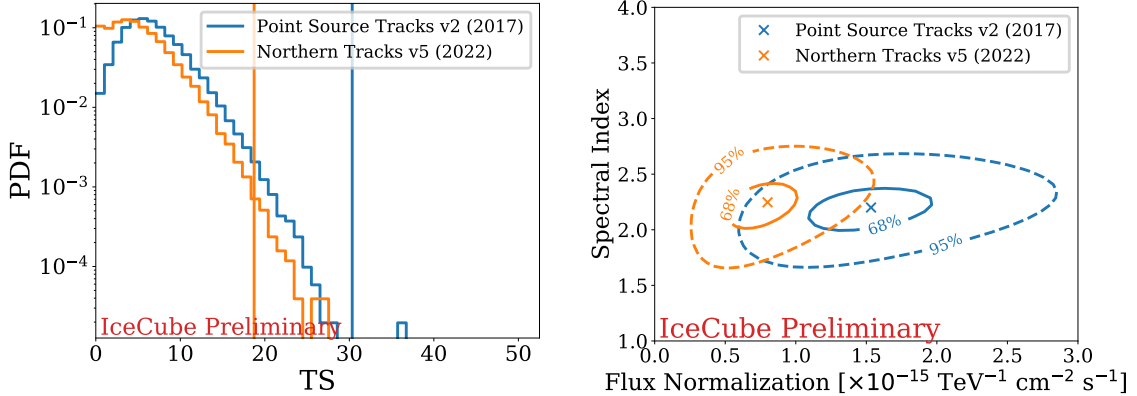 Point Source Tracks v2 (2017)
Northern Tracks v5 (2022)
PDF
10⁻¹
10⁻²
10⁻³
10⁻⁴
IceCube Preliminary
0 10 20 30 40 50
TS
Point Source Tracks v2 (2017)
Northern Tracks v5 (2022)
Spectral Index
4.0
3.5
3.0
2.5
2.0
1.5
1.0
95%
68%
68%
95%
IceCube Preliminary
0.0 0.5 1.0 1.5 2.0 2.5 3.0
Flux Normalization [×10⁻¹⁵ TeV⁻¹ cm⁻² s⁻¹]